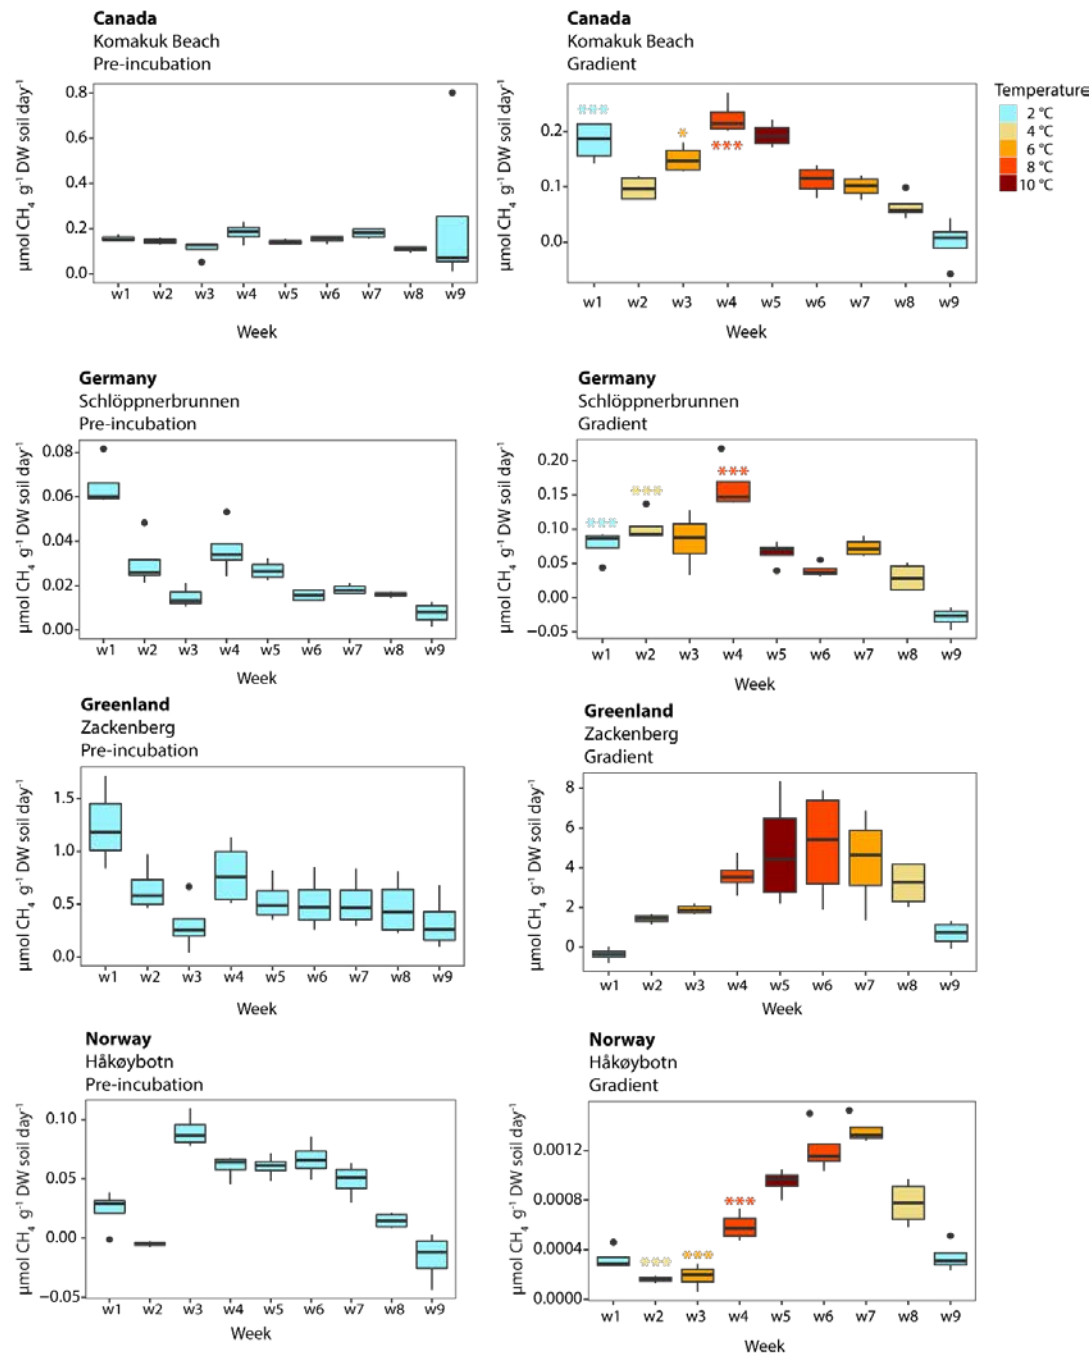 Canada
Komakuk Beach
Pre-incubation
µmol CH₄ g⁻¹ DW soil day⁻¹
0.8
0.6
0.4
0.2
0.0
w1 w2 w3 w4 w5 w6 w7 w8 w9
Week
Canada
Komakuk Beach
Gradient
µmol CH₄ g⁻¹ DW soil day⁻¹
0.2
0.1
0.0
*** * ***
w1 w2 w3 w4 w5 w6 w7 w8 w9
Week
Temperature
2 °C
4 °C
6 °C
8 °C
10 °C
Germany
Schlöppnerbrunnen
Pre-incubation
µmol CH₄ g⁻¹ DW soil day⁻¹
0.08
0.06
0.04
0.02
0.00
w1 w2 w3 w4 w5 w6 w7 w8 w9
Week
Germany
Schlöppnerbrunnen
Gradient
µmol CH₄ g⁻¹ DW soil day⁻¹
0.20
0.15
0.10
0.05
0.00
−0.05
*** *** ***
w1 w2 w3 w4 w5 w6 w7 w8 w9
Week
Greenland
Zackenberg
Pre-incubation
µmol CH₄ g⁻¹ DW soil day⁻¹
1.5
1.0
0.5
0.0
w1 w2 w3 w4 w5 w6 w7 w8 w9
Week
Greenland
Zackenberg
Gradient
µmol CH₄ g⁻¹ DW soil day⁻¹
8
6
4
2
0
w1 w2 w3 w4 w5 w6 w7 w8 w9
Week
Norway
Håkøybotn
Pre-incubation
µmol CH₄ g⁻¹ DW soil day⁻¹
0.10
0.05
0.00
−0.05
w1 w2 w3 w4 w5 w6 w7 w8 w9
Week
Norway
Håkøybotn
Gradient
µmol CH₄ g⁻¹ DW soil day⁻¹
0.0012
0.0008
0.0004
0.0000
*** *** ***
w1 w2 w3 w4 w5 w6 w7 w8 w9
Week